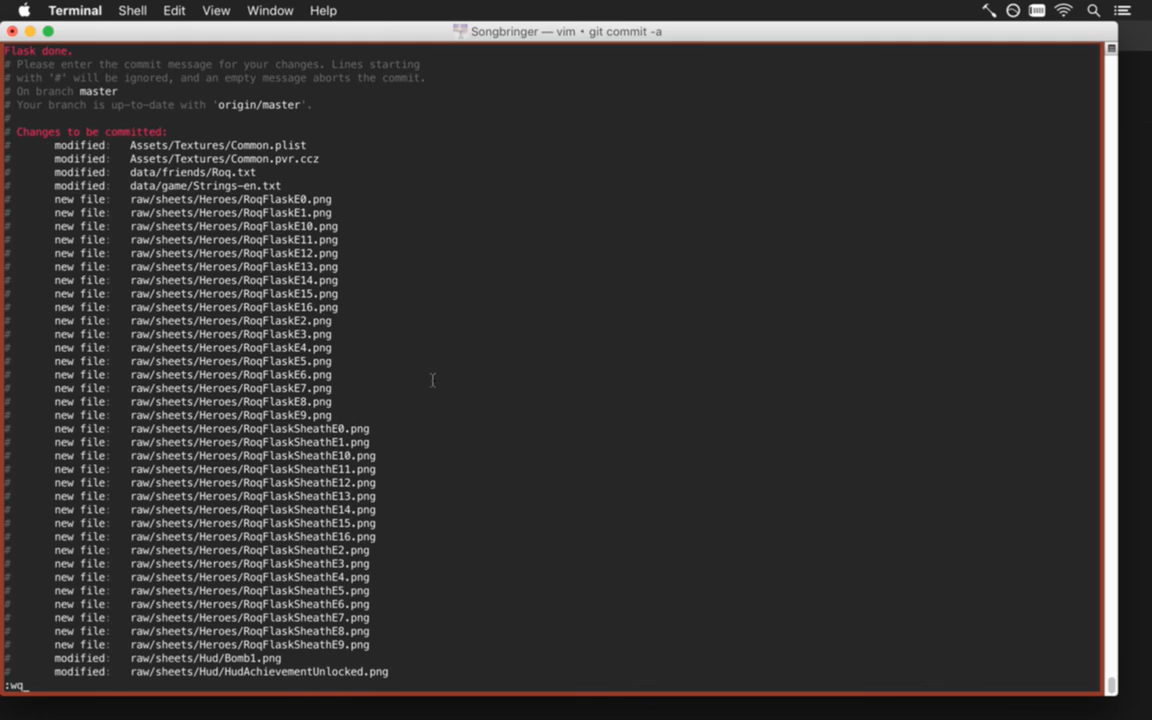 Terminal Shell Edit View Window Help
Songbringer — vim • git commit -a
Flask done.
# Please enter the commit message for your changes. Lines starting
# with '#' will be ignored, and an empty message aborts the commit.
# On branch master
# Your branch is up-to-date with 'origin/master'.
#
# Changes to be committed:
# modified: Assets/Textures/Common.plist
# modified: Assets/Textures/Common.pvr.ccz
# modified: data/friends/Roq.txt
# modified: data/game/Strings-en.txt
# new file: raw/sheets/Heroes/RoqFlaskE0.png
# new file: raw/sheets/Heroes/RoqFlaskE1.png
# new file: raw/sheets/Heroes/RoqFlaskE10.png
# new file: raw/sheets/Heroes/RoqFlaskE11.png
# new file: raw/sheets/Heroes/RoqFlaskE12.png
# new file: raw/sheets/Heroes/RoqFlaskE13.png
# new file: raw/sheets/Heroes/RoqFlaskE14.png
# new file: raw/sheets/Heroes/RoqFlaskE15.png
# new file: raw/sheets/Heroes/RoqFlaskE16.png
# new file: raw/sheets/Heroes/RoqFlaskE2.png
# new file: raw/sheets/Heroes/RoqFlaskE3.png
# new file: raw/sheets/Heroes/RoqFlaskE4.png
# new file: raw/sheets/Heroes/RoqFlaskE5.png
# new file: raw/sheets/Heroes/RoqFlaskE6.png
# new file: raw/sheets/Heroes/RoqFlaskE7.png
# new file: raw/sheets/Heroes/RoqFlaskE8.png
# new file: raw/sheets/Heroes/RoqFlaskE9.png
# new file: raw/sheets/Heroes/RoqFlaskSheathE0.png
# new file: raw/sheets/Heroes/RoqFlaskSheathE1.png
# new file: raw/sheets/Heroes/RoqFlaskSheathE10.png
# new file: raw/sheets/Heroes/RoqFlaskSheathE11.png
# new file: raw/sheets/Heroes/RoqFlaskSheathE12.png
# new file: raw/sheets/Heroes/RoqFlaskSheathE13.png
# new file: raw/sheets/Heroes/RoqFlaskSheathE14.png
# new file: raw/sheets/Heroes/RoqFlaskSheathE15.png
# new file: raw/sheets/Heroes/RoqFlaskSheathE16.png
# new file: raw/sheets/Heroes/RoqFlaskSheathE2.png
# new file: raw/sheets/Heroes/RoqFlaskSheathE3.png
# new file: raw/sheets/Heroes/RoqFlaskSheathE4.png
# new file: raw/sheets/Heroes/RoqFlaskSheathE5.png
# new file: raw/sheets/Heroes/RoqFlaskSheathE6.png
# new file: raw/sheets/Heroes/RoqFlaskSheathE7.png
# new file: raw/sheets/Heroes/RoqFlaskSheathE8.png
# new file: raw/sheets/Heroes/RoqFlaskSheathE9.png
# modified: raw/sheets/Hud/Bomb1.png
# modified: raw/sheets/Hud/HudAchievementUnlocked.png
:wq_